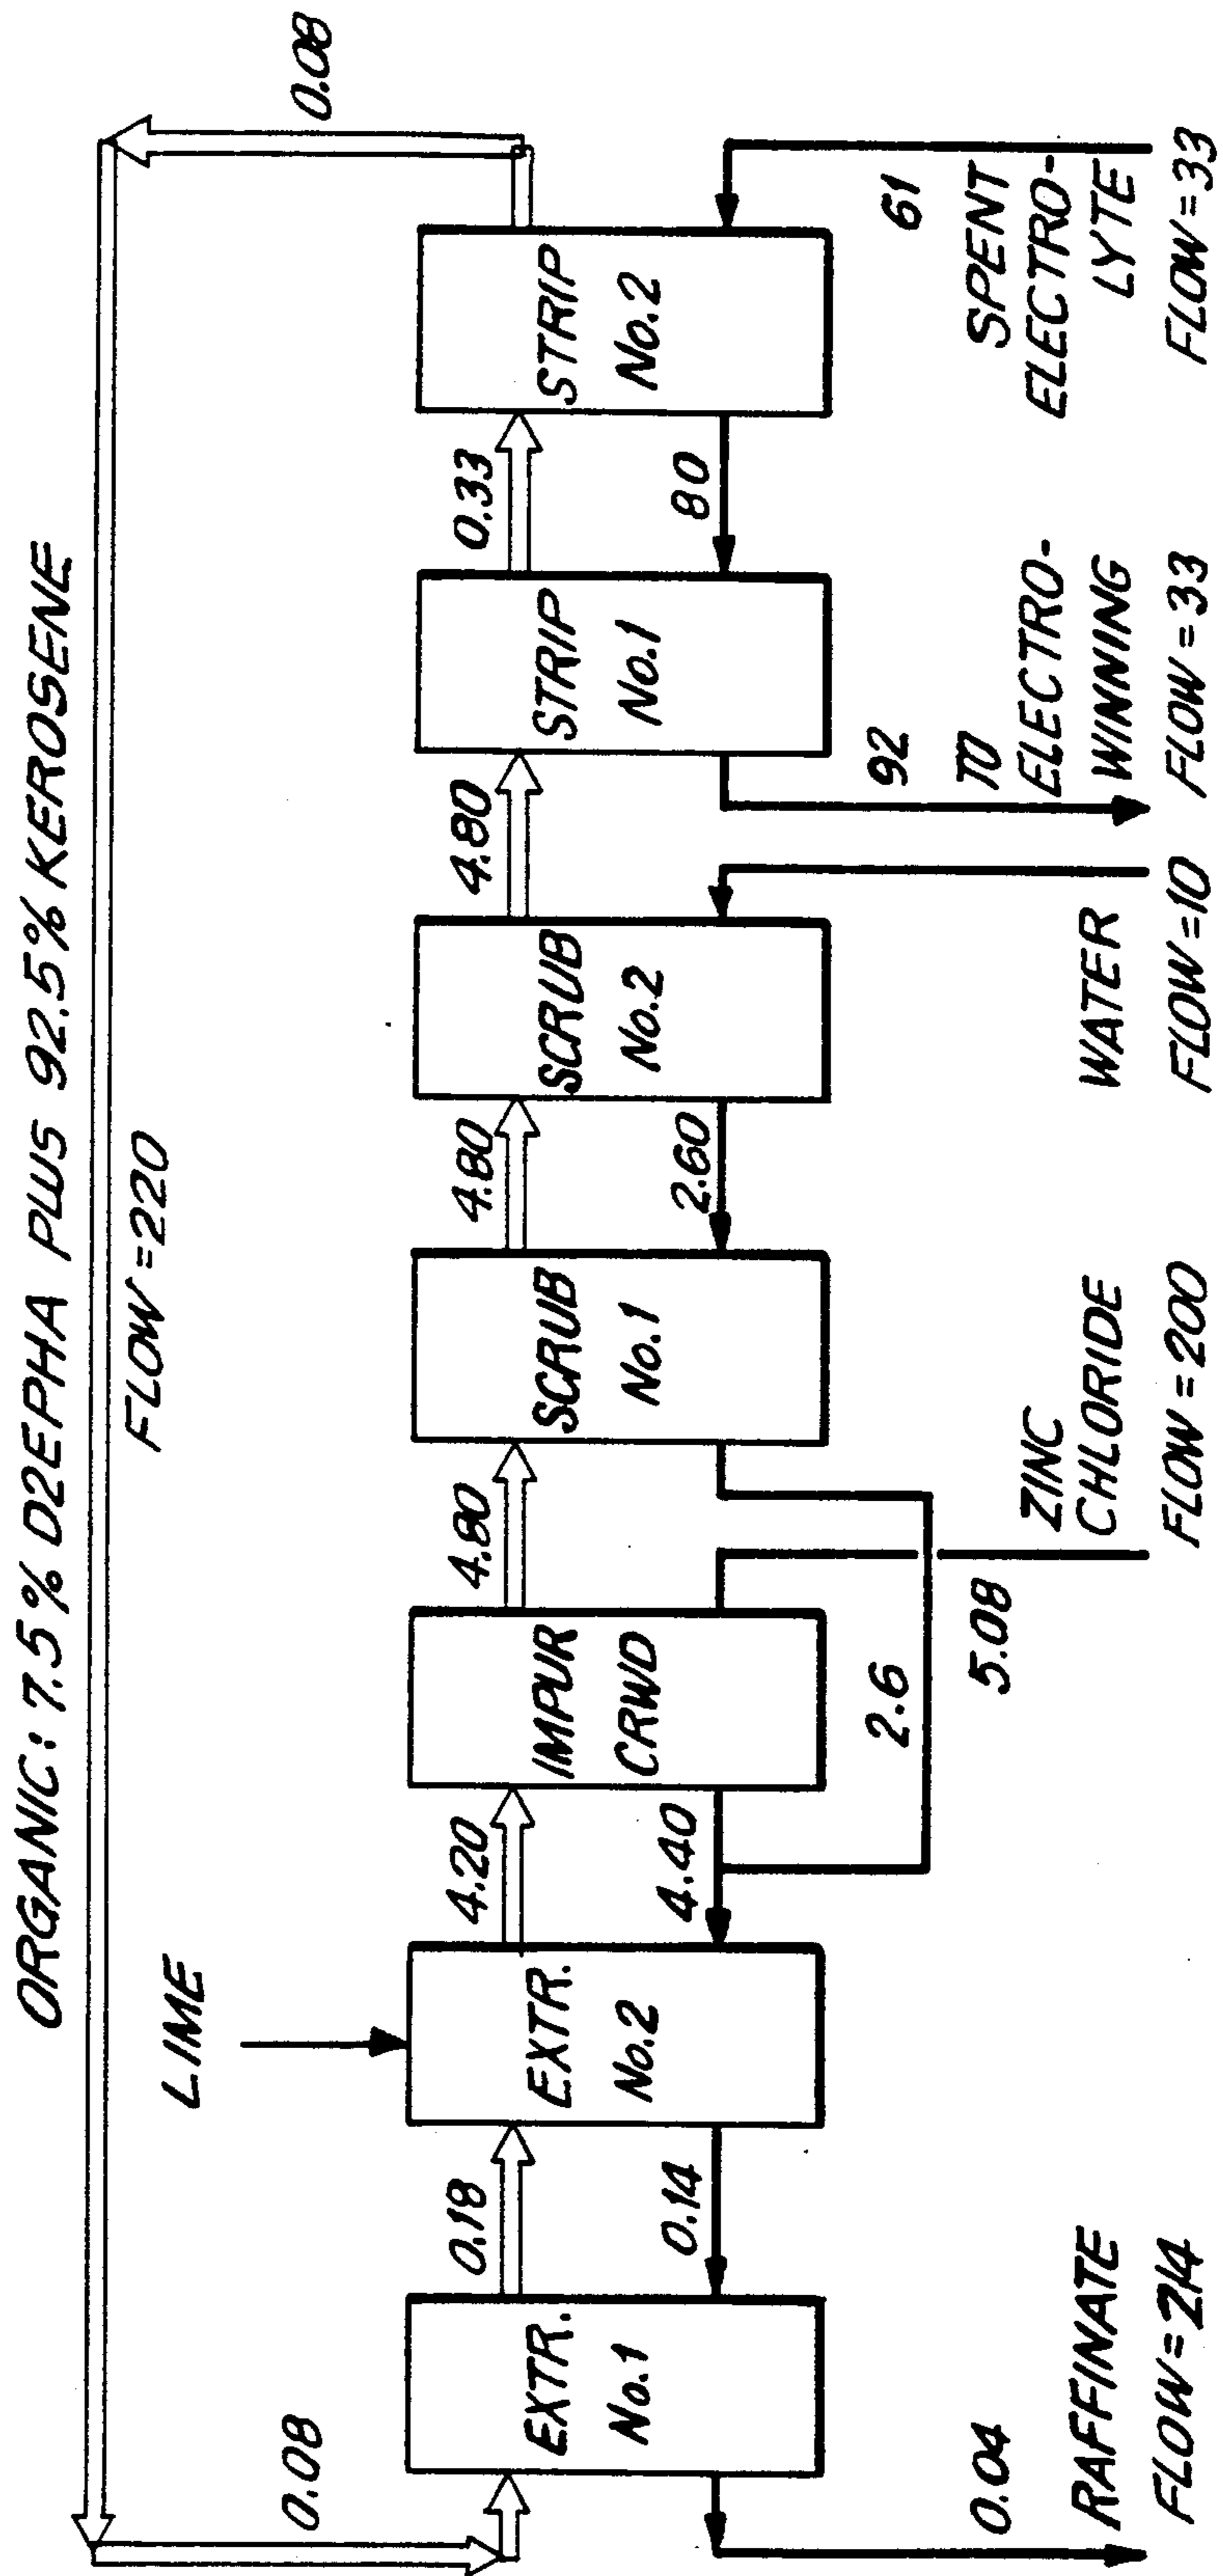 ORGANIC: 7.5% D2EPHA PLUS 92.5% KEROSENE
FLOW=220
0.08
0.08
LIME
0.18
4.20
4.80
4.80
4.80
0.33
EXTR.
No.1
EXTR.
No.2
IMPUR
CRWD
SCRUB
No.1
SCRUB
No.2
STRIP
No.1
STRIP
No.2
0.14
4.40
2.60
80
0.04
RAFFINATE
FLOW=214
2.6
5.08
ZINC
CHLORIDE
FLOW=200
WATER
FLOW=10
92
TO
ELECTRO-
WINNING
FLOW=33
61
SPENT
ELECTRO-
LYTE
FLOW=33